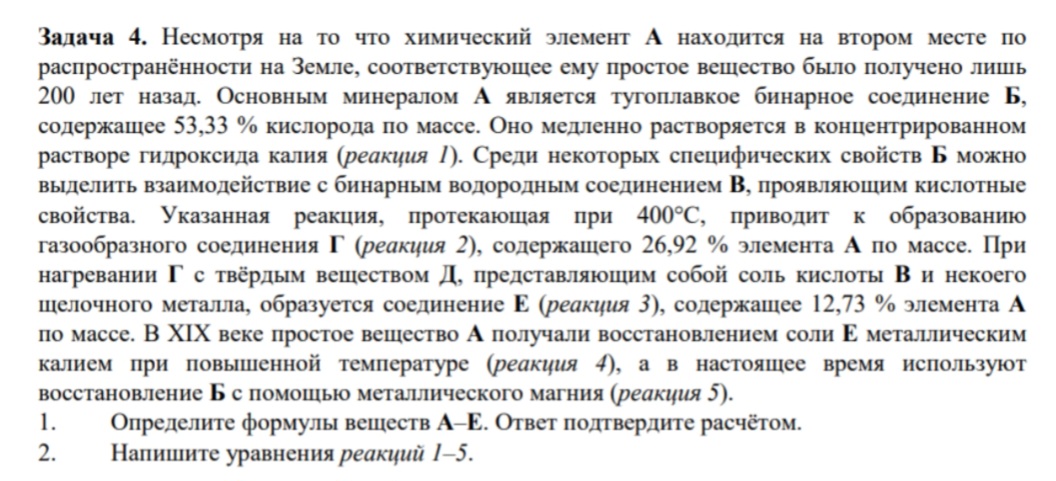 Задача 4. Несмотря на то что химический элемент А находится на втором месте по
распространённости на Земле, соответствующее ему простое вещество было получено лишь
200 лет назад. Основным минералом А является тугоплавкое бинарное соединение Б,
содержащее 53,33 % кислорода по массе. Оно медленно растворяется в концентрированном
растворе гидроксида калия (реакция 1). Среди некоторых специфических свойств Б можно
выделить взаимодействие с бинарным водородным соединением В, проявляющим кислотные
свойства. Указанная реакция, протекающая при 400°С, приводит к образованию
газообразного соединения Г (реакция 2), содержащего 26,92 % элемента А по массе. При
нагревании Г с твёрдым веществом Д, представляющим собой соль кислоты В и некоего
щелочного металла, образуется соединение Е (реакция 3), содержащее 12,73 % элемента А
по массе. В XIX веке простое вещество А получали восстановлением соли Е металлическим
калием при повышенной температуре (реакция 4), а в настоящее время используют
восстановление Б с помощью металлического магния (реакция 5).
1. Определите формулы веществ А–Е. Ответ подтвердите расчётом.
2. Напишите уравнения реакций 1–5.